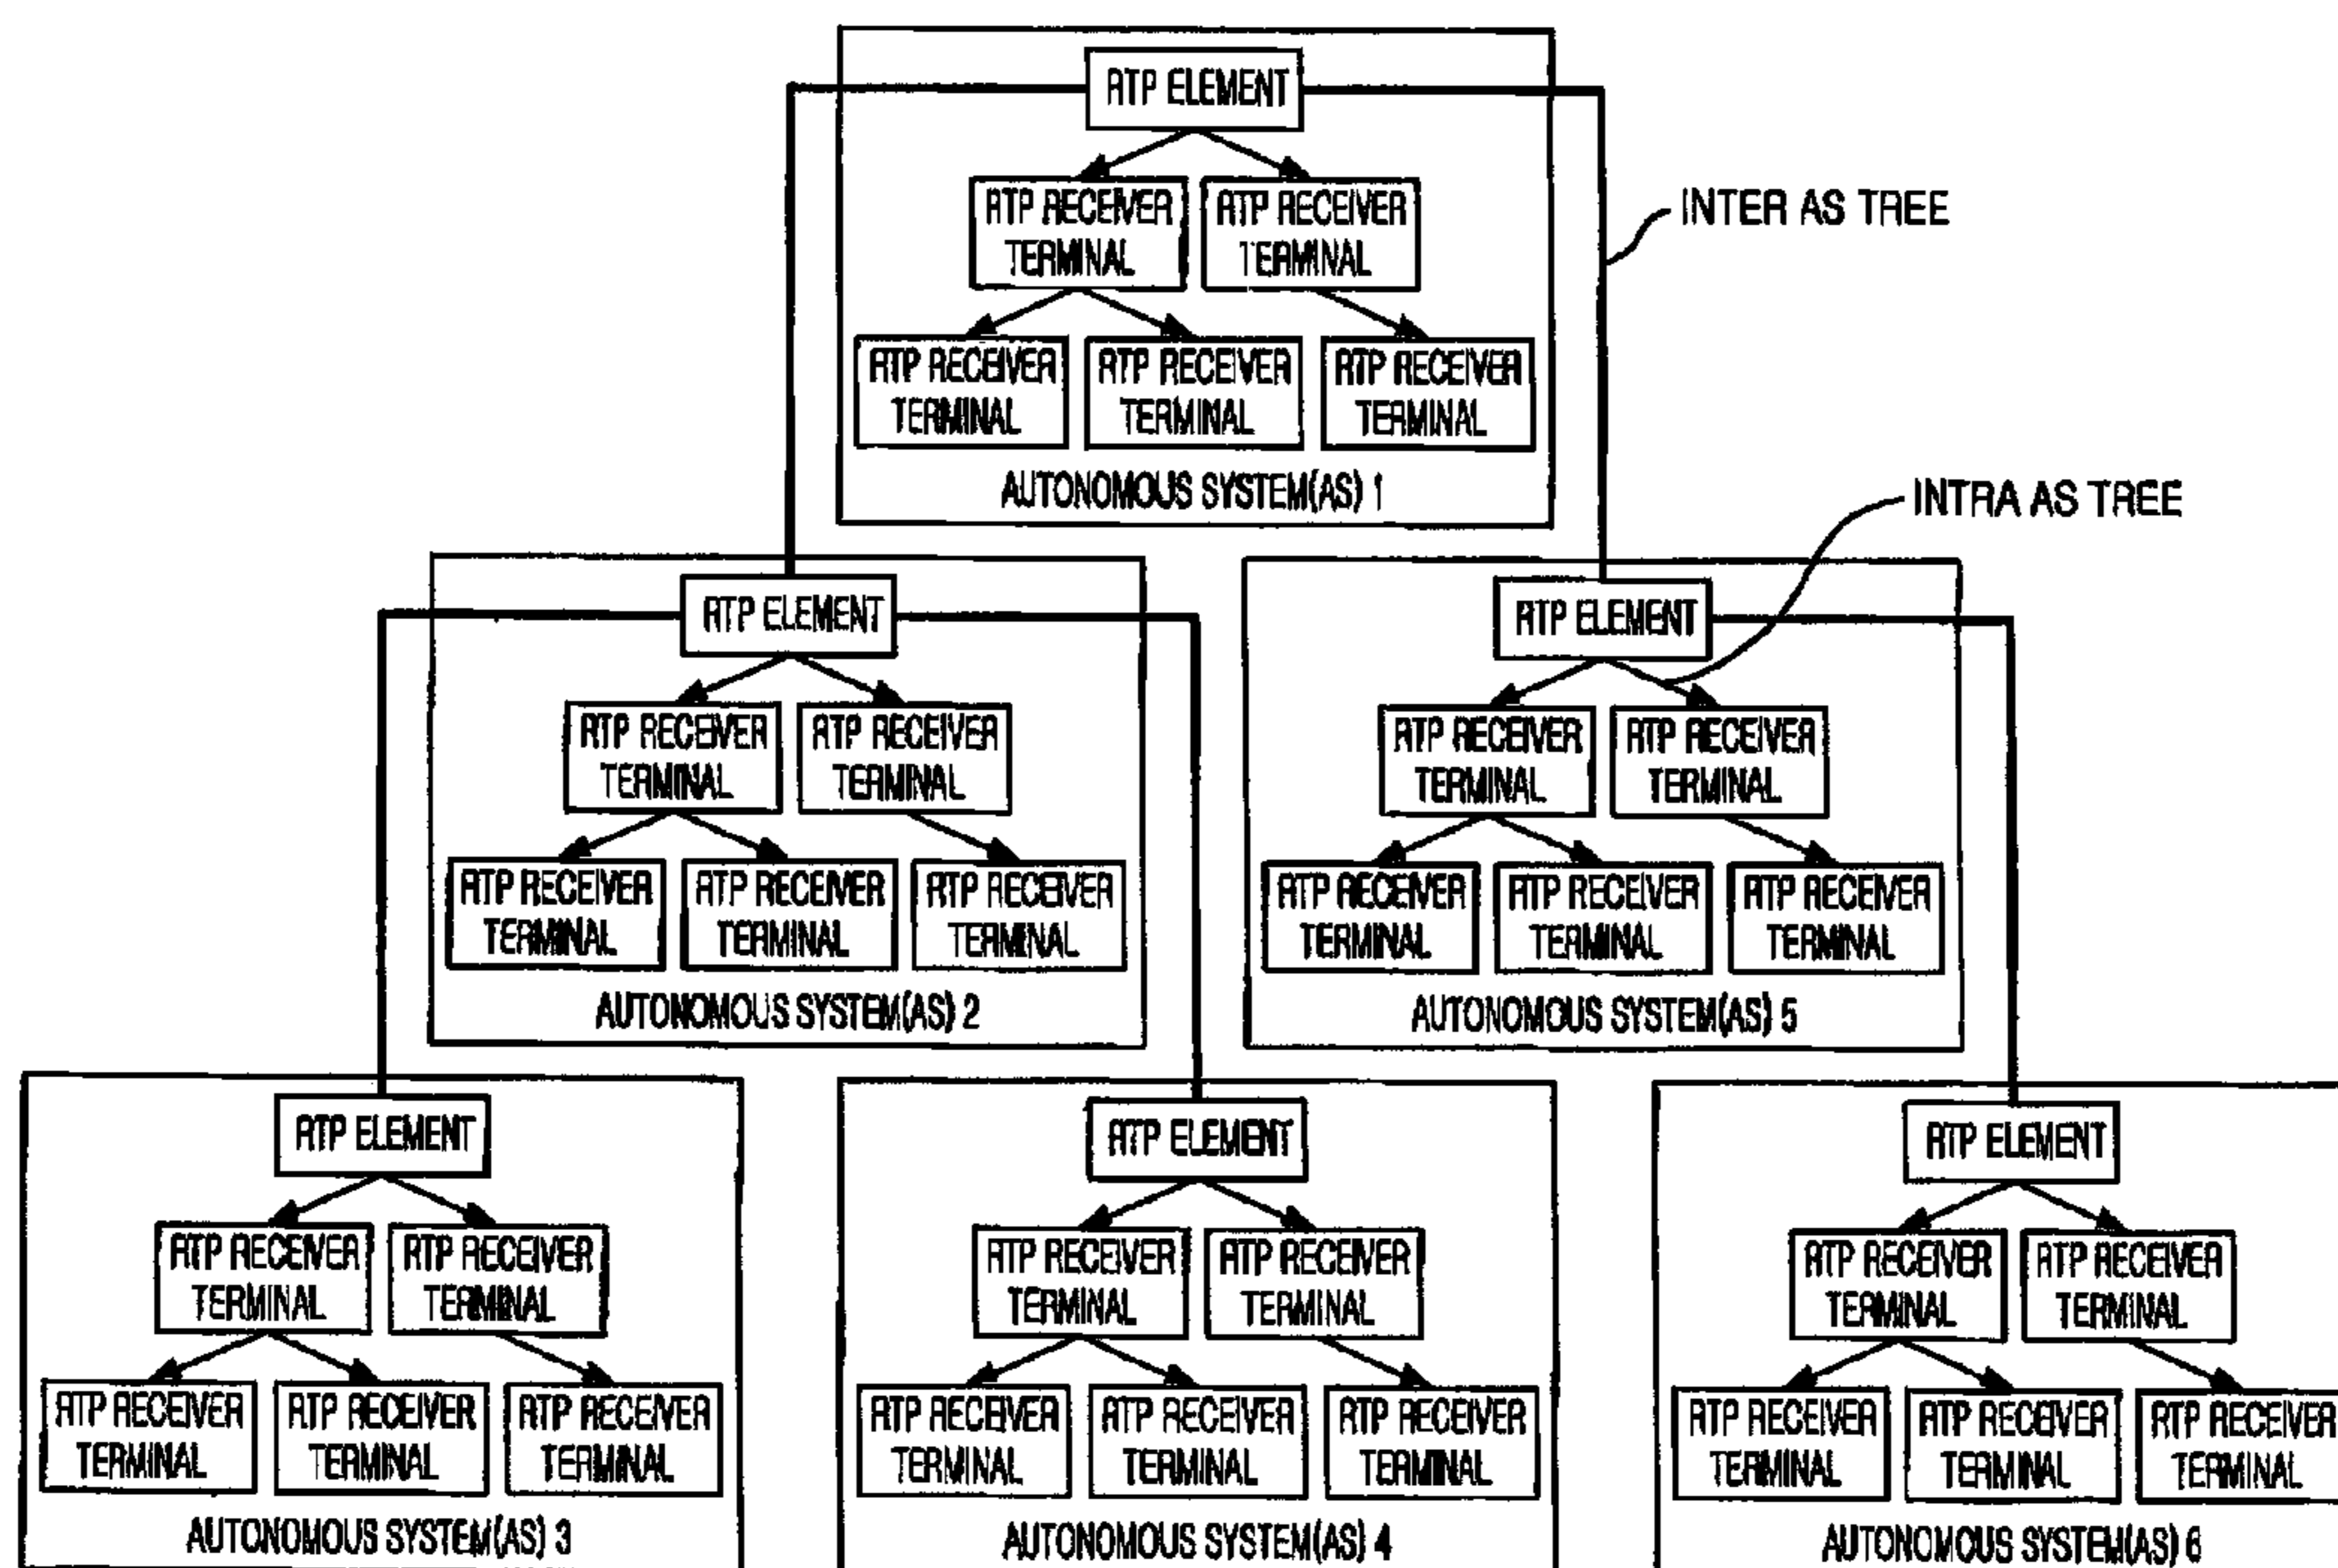 RTP ELEMENT
RTP RECEIVER
TERMINAL
RTP RECEIVER
TERMINAL
INTER AS TREE
RTP RECEIVER
TERMINAL
RTP RECEIVER
TERMINAL
RTP RECEIVER
TERMINAL
AUTONOMOUS SYSTEM(AS) 1
INTRA AS TREE
RTP ELEMENT
RTP RECEIVER
TERMINAL
RTP RECEIVER
TERMINAL
RTP RECEIVER
TERMINAL
RTP RECEIVER
TERMINAL
RTP RECEIVER
TERMINAL
AUTONOMOUS SYSTEM(AS) 2
RTP ELEMENT
RTP RECEIVER
TERMINAL
RTP RECEIVER
TERMINAL
RTP RECEIVER
TERMINAL
RTP RECEIVER
TERMINAL
RTP RECEIVER
TERMINAL
AUTONOMOUS SYSTEM(AS) 5
RTP ELEMENT
RTP RECEIVER
TERMINAL
RTP RECEIVER
TERMINAL
RTP RECEIVER
TERMINAL
RTP RECEIVER
TERMINAL
RTP RECEIVER
TERMINAL
AUTONOMOUS SYSTEM(AS) 3
RTP ELEMENT
RTP RECEIVER
TERMINAL
RTP RECEIVER
TERMINAL
RTP RECEIVER
TERMINAL
RTP RECEIVER
TERMINAL
RTP RECEIVER
TERMINAL
AUTONOMOUS SYSTEM(AS) 4
RTP ELEMENT
RTP RECEIVER
TERMINAL
RTP RECEIVER
TERMINAL
RTP RECEIVER
TERMINAL
RTP RECEIVER
TERMINAL
RTP RECEIVER
TERMINAL
AUTONOMOUS SYSTEM(AS) 6